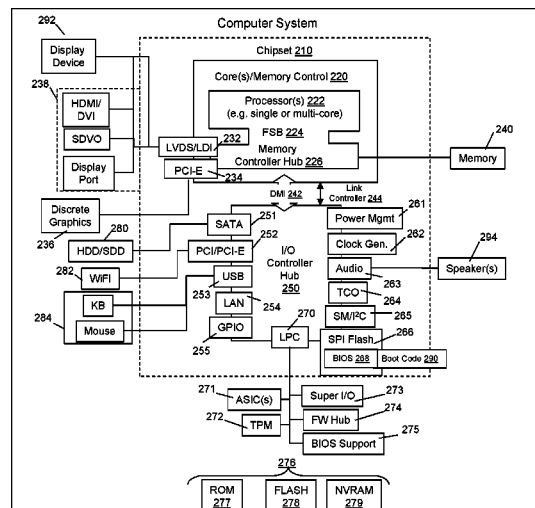 Computer System
292
Display
Device
Chipset 210
Core(s)/Memory Control 220
Processor(s) 222
(e.g. single or multi-core)
FSB 224
Memory
Controller Hub 226
238
HDMI/
DVI
SDVO
Display
Port
LVDS/LDI
232
PCI-E
234
240
Memory
DMI 242
Link
Controller 244
Discrete
Graphics
236
280
HDD/SDD
282
WiFI
284
KB
Mouse
SATA
251
252
PCI/PCI-E
USB
253
LAN
254
GPIO
255
I/O
Controller
Hub
250
261
Power Mgmt
Clock Gen.
262
Audio
263
294
Speaker(s)
TCO
264
SM/I²C
265
266
SPI Flash
BIOS 268
Boot Code 290
270
LPC
271
ASIC(s)
272
TPM
Super I/O
273
FW Hub
274
BIOS Support
275
276
ROM
277
FLASH
278
NVRAM
279